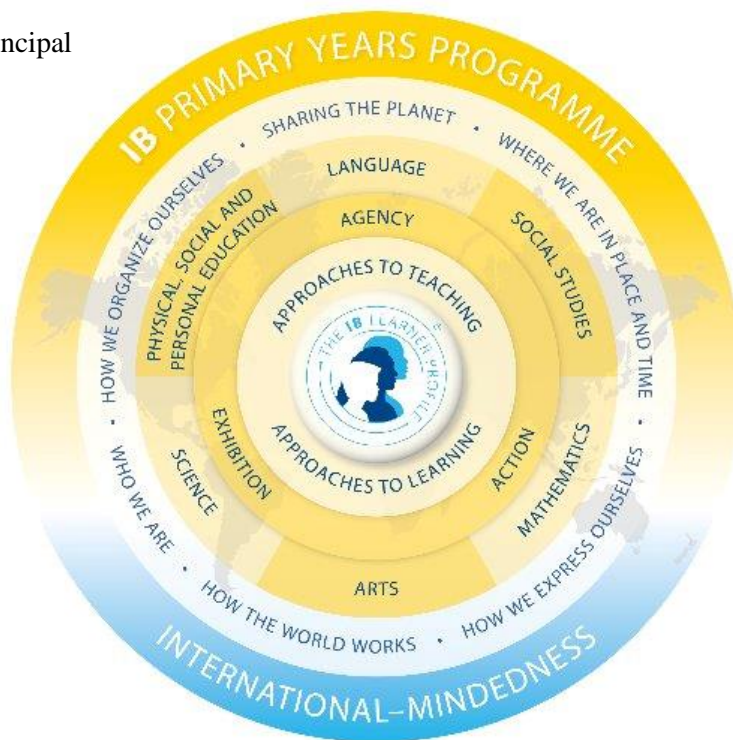 ncipal
IB PRIMARY YEARS PROGRAMME
HOW WE ORGANIZE OURSELVES • SHARING THE PLANET • WHERE WE ARE IN PLACE AND TIME •
LANGUAGE
PHYSICAL, SOCIAL AND
PERSONAL EDUCATION
SOCIAL STUDIES
AGENCY
APPROACHES TO TEACHING
THE IB LEARNER PROFILE
APPROACHES TO LEARNING
EXHIBITION
ACTION
SCIENCE
MATHEMATICS
ARTS
• WHO WE ARE • HOW THE WORLD WORKS • HOW WE EXPRESS OURSELVES
INTERNATIONAL–MINDEDNESS